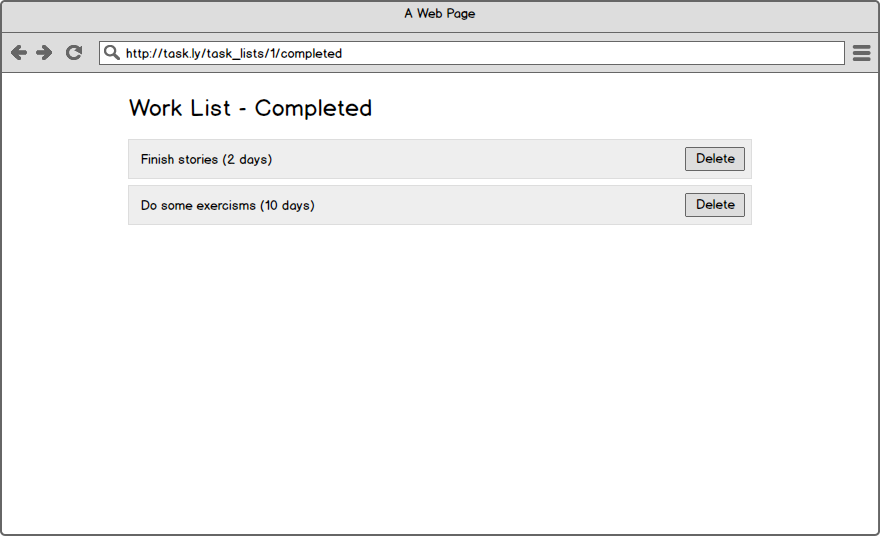 A Web Page
http://task.ly/task_lists/1/completed
Work List - Completed
Finish stories (2 days) Delete
Do some exercisms (10 days) Delete